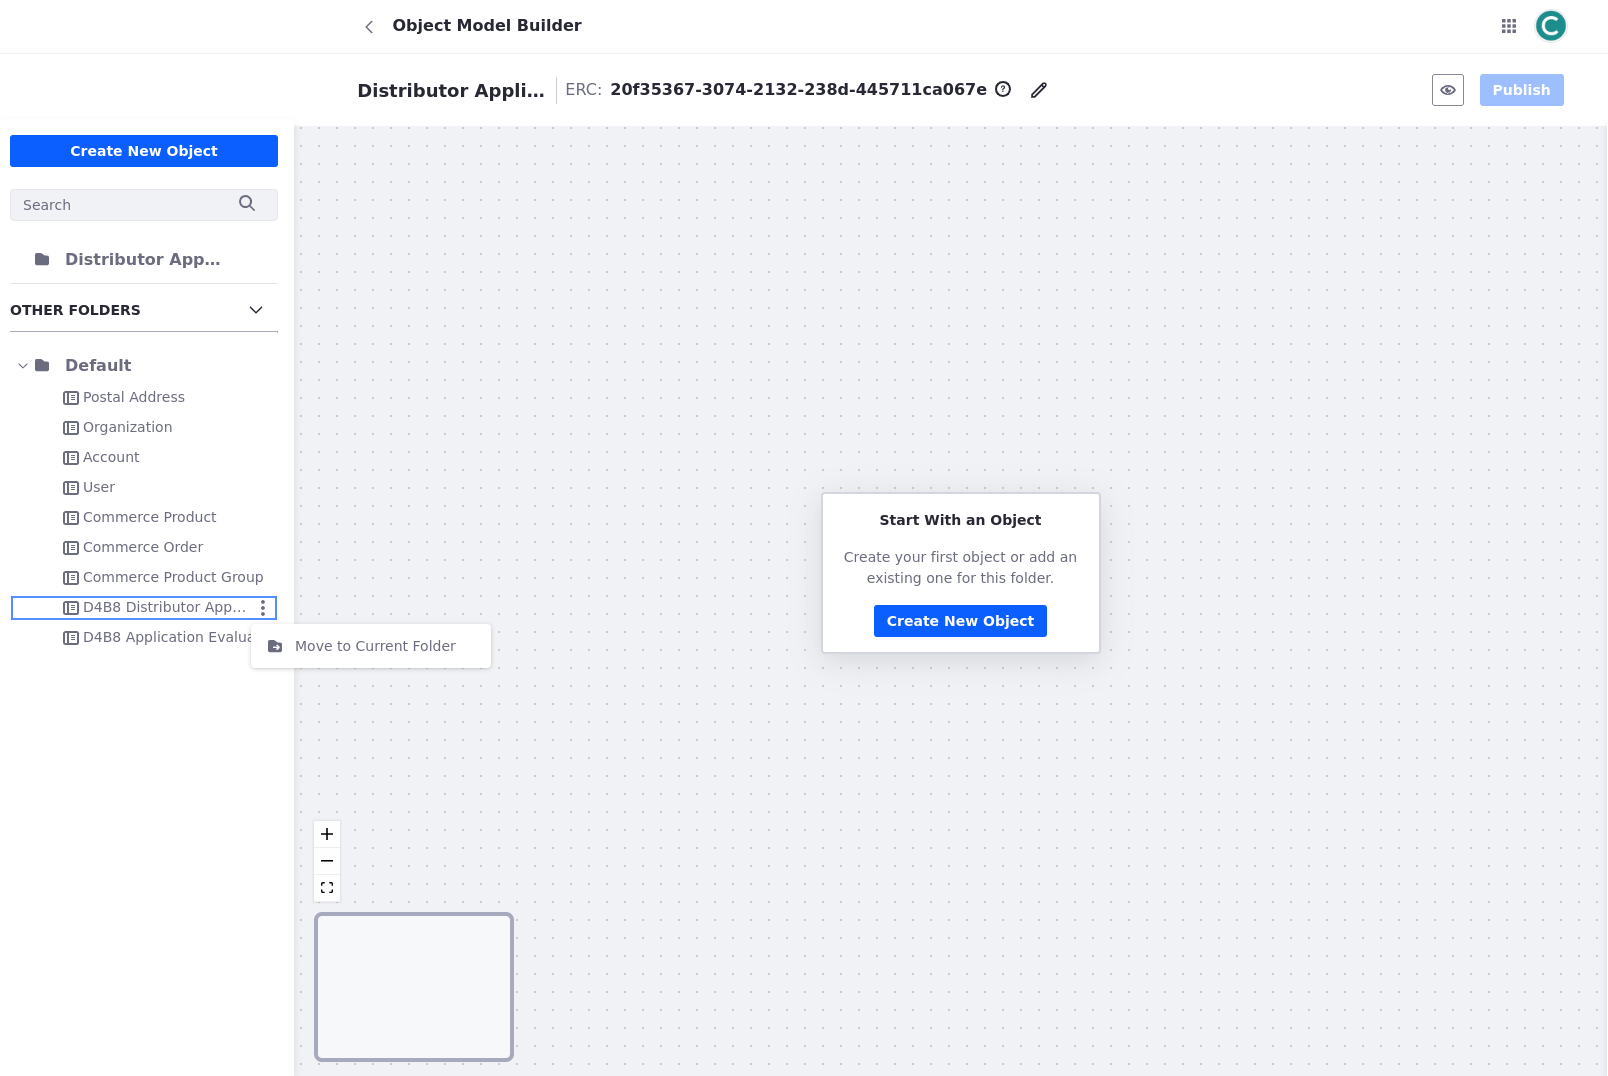 Object Model Builder
Distributor Appli...
ERC: 20f35367-3074-2132-238d-445711ca067e
Publish
Create New Object
Search
Distributor App...
OTHER FOLDERS
Default
Postal Address
Organization
Account
User
Commerce Product
Commerce Order
Commerce Product Group
D4B8 Distributor App...
D4B8 Application Evalua
Move to Current Folder
Start With an Object
Create your first object or add an
existing one for this folder.
Create New Object